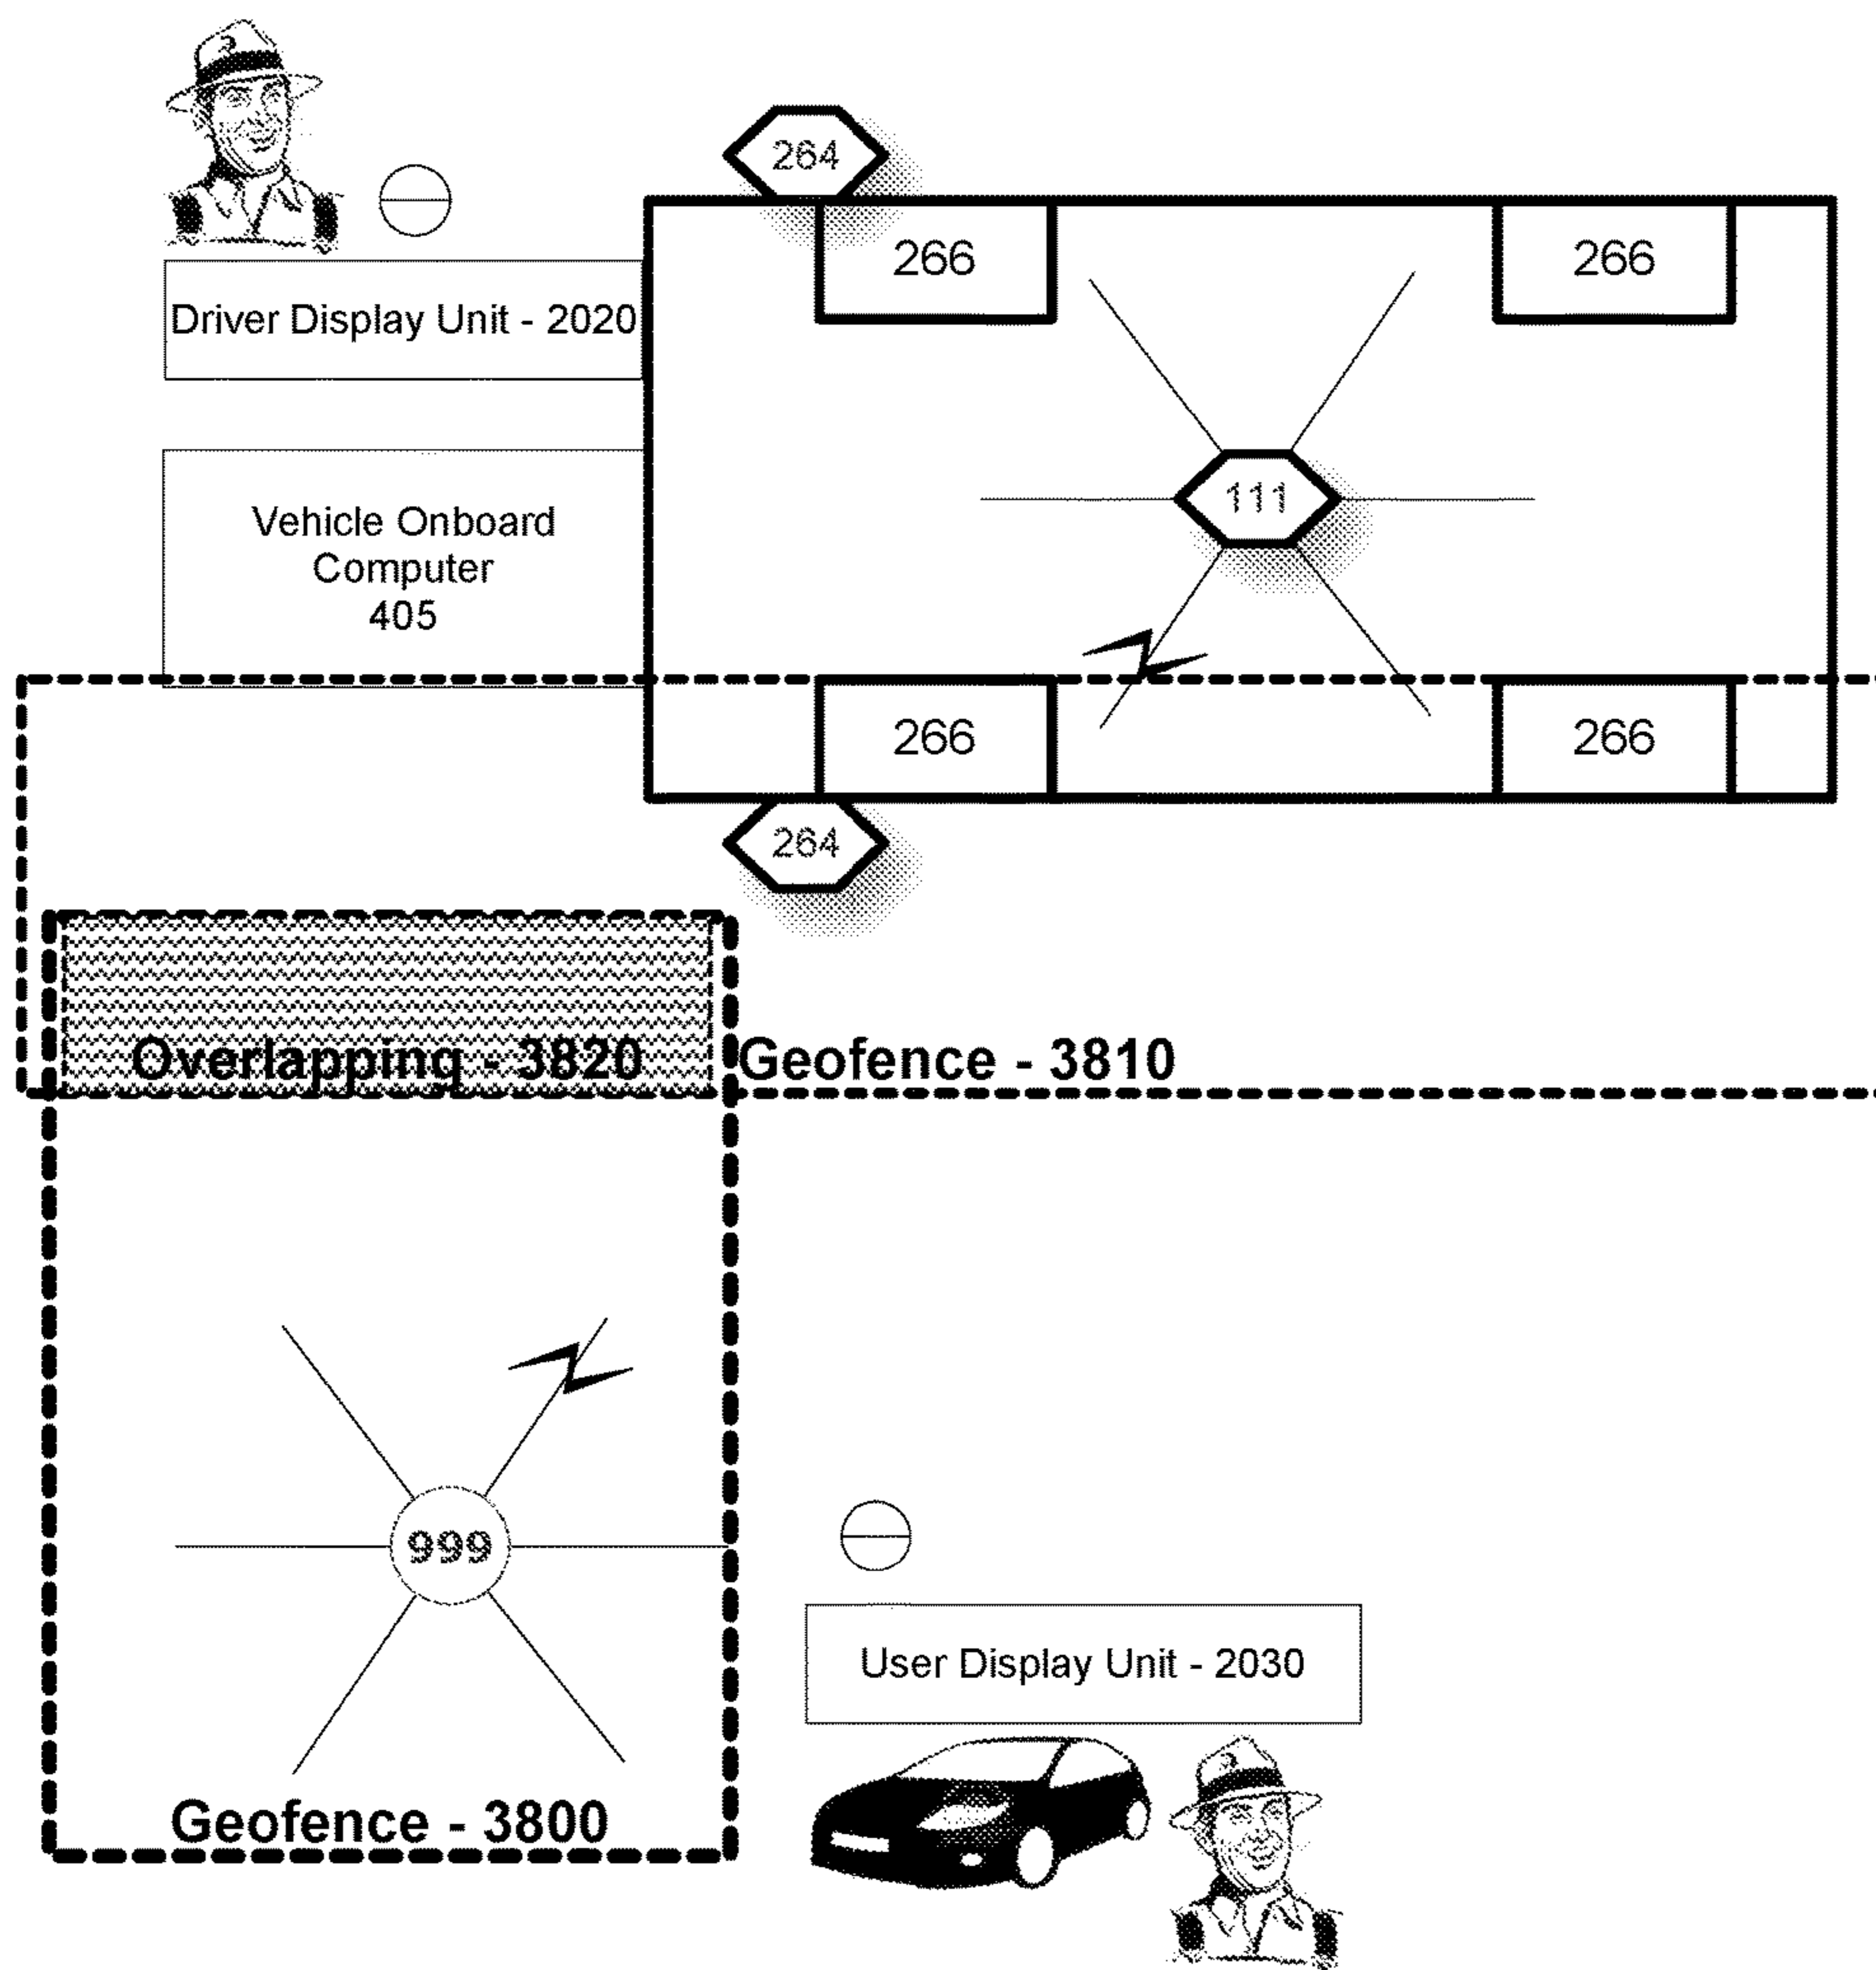 264
266
266
Driver Display Unit - 2020
111
Vehicle Onboard
Computer
405
266
266
264
Overlapping - 3820
Geofence - 3810
999
User Display Unit - 2030
Geofence - 3800